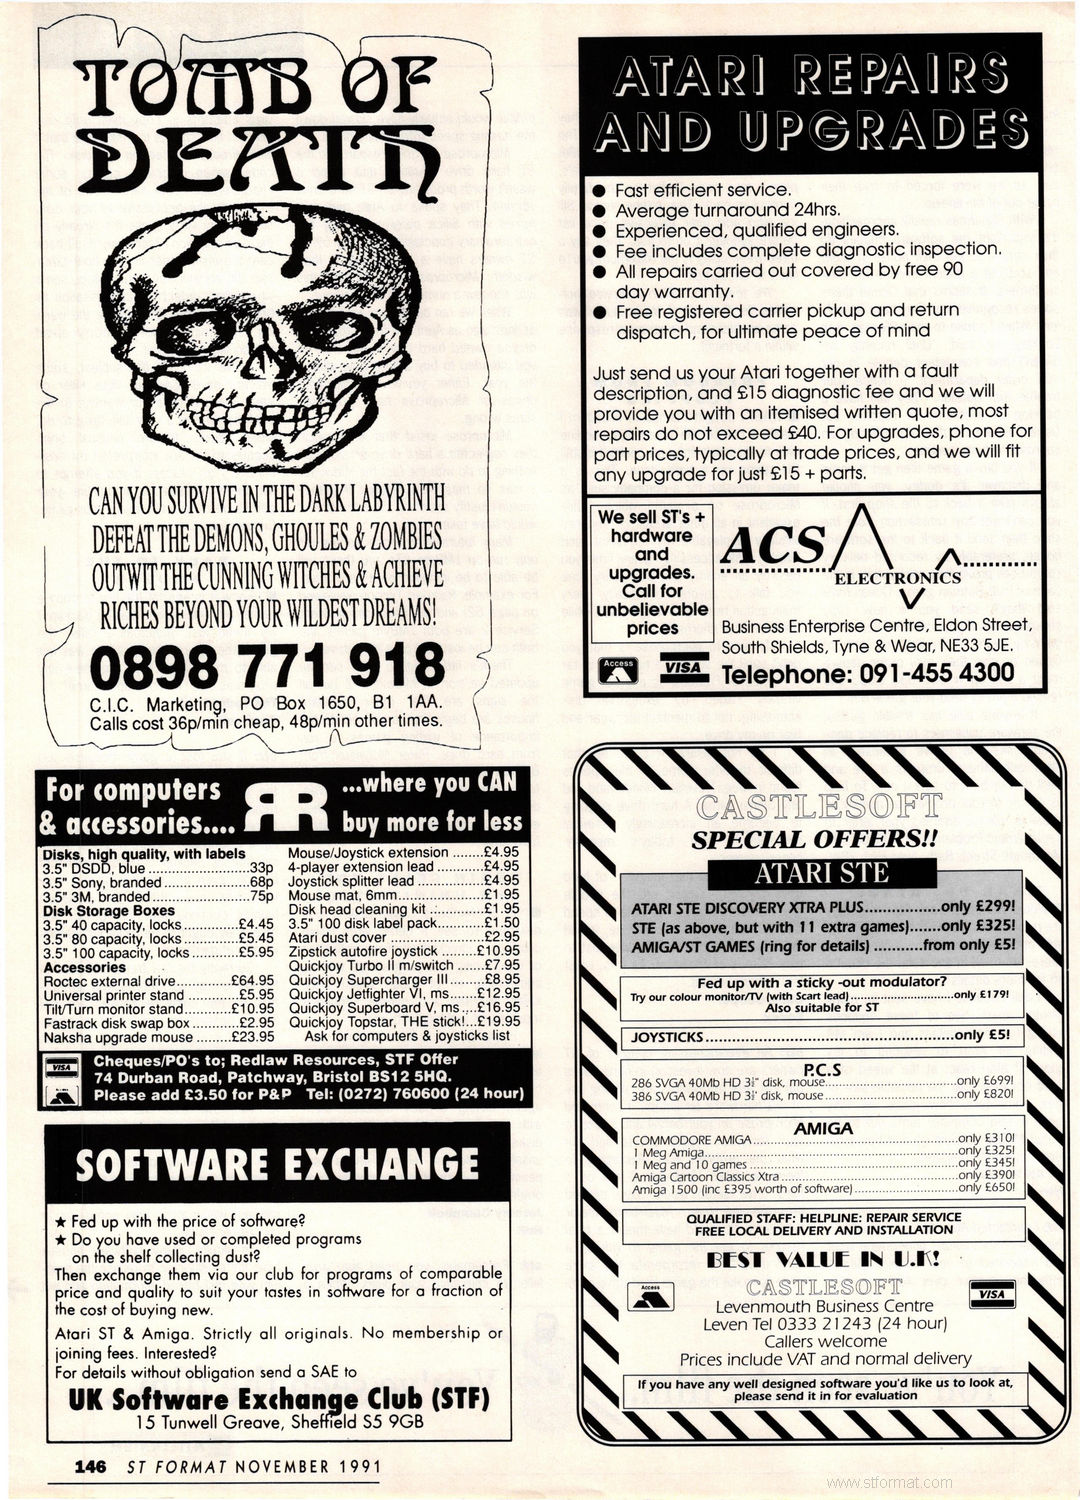 TOMB OF
DEATH
CAN YOU SURVIVE IN THE DARK LABYRINTH
DEFEAT THE DEMONS, GHOULES & ZOMBIES
OUTWIT THE CUNNING WITCHES & ACHIEVE
RICHES BEYOND YOUR WILDEST DREAMS!
0898 771 918
C.I.C. Marketing, PO Box 1650, B1 1AA.
Calls cost 36p/min cheap, 48p/min other times.
ATARI REPAIRS
AND UPGRADES
● Fast efficient service.
● Average turnaround 24hrs.
● Experienced, qualified engineers.
● Fee includes complete diagnostic inspection.
● All repairs carried out covered by free 90
day warranty.
● Free registered carrier pickup and return
dispatch, for ultimate peace of mind
Just send us your Atari together with a fault
description, and £15 diagnostic fee and we will
provide you with an itemised written quote, most
repairs do not exceed £40. For upgrades, phone for
part prices, typically at trade prices, and we will fit
any upgrade for just £15 + parts.
We sell ST's +
hardware
and
upgrades.
Call for
unbelievable
prices
Access
VISA
ACS
ELECTRONICS
Business Enterprise Centre, Eldon Street,
South Shields, Tyne & Wear, NE33 5JE.
Telephone: 091-455 4300
For computers
& accessories....
RR
...where you CAN
buy more for less
Disks, high quality, with labels
3.5" DSDD, blue ..................33p
3.5" Sony, branded ..................68p
3.5" 3M, branded ..................75p
Disk Storage Boxes
3.5" 40 capacity, locks ............£4.45
3.5" 80 capacity, locks ............£5.45
3.5" 100 capacity, locks ............£5.95
Accessories
Roctec external drive............£64.95
Universal printer stand ............£5.95
Tilt/Turn monitor stand............£10.95
Fastrack disk swap box ............£2.95
Naksha upgrade mouse ............£23.95
Mouse/Joystick extension ........£4.95
4-player extension lead ............£4.95
Joystick splitter lead ............£4.95
Mouse mat, 6mm............£1.95
Disk head cleaning kit ............£1.95
3.5" 100 disk label pack............£1.50
Atari dust cover ............£2.95
Zipstick autofire joystick ........£10.95
Quickjoy Turbo II m/switch .......£7.95
Quickjoy Supercharger III.........£8.95
Quickjoy Jetfighter VI, ms.......£12.95
Quickjoy Superboard V, ms ....£16.95
Quickjoy Topstar, THE stick!...£19.95
Ask for computers & joysticks list
VISA
Cheques/PO's to; Redlaw Resources, STF Offer
74 Durban Road, Patchway, Bristol BS12 5HQ.
Please add £3.50 for P&P Tel: (0272) 760600 (24 hour)
SOFTWARE EXCHANGE
★ Fed up with the price of software?
★ Do you have used or completed programs
on the shelf collecting dust?
Then exchange them via our club for programs of comparable
price and quality to suit your tastes in software for a fraction of
the cost of buying new.
Atari ST & Amiga. Strictly all originals. No membership or
joining fees. Interested?
For details without obligation send a SAE to
UK Software Exchange Club (STF)
15 Tunwell Greave, Sheffield S5 9GB
CASTLESOFT
SPECIAL OFFERS!!
ATARI STE
ATARI STE DISCOVERY XTRA PLUS.................only £299!
STE (as above, but with 11 extra games).......only £325!
AMIGA/ST GAMES (ring for details) ...........from only £5!
Fed up with a sticky -out modulator?
Try our colour monitor/TV (with Scart lead)..............................only £179!
Also suitable for ST
JOYSTICKS..................................................only £5!
P.C.S
286 SVGA 40Mb HD 3½" disk, mouse..............................only £699!
386 SVGA 40Mb HD 3½" disk, mouse..............................only £820!
AMIGA
COMMODORE AMIGA..................................................only £310!
1 Meg Amiga..................................................only £325!
1 Meg and 10 games ..................................................only £345!
Amiga Cartoon Classics Xtra ..........................................only £390!
Amiga 1500 (inc £395 worth of software)........................only £650!
QUALIFIED STAFF: HELPLINE: REPAIR SERVICE
FREE LOCAL DELIVERY AND INSTALLATION
BEST VALUE IN U.K!
Access
CASTLESOFT
VISA
Levenmouth Business Centre
Leven Tel 0333 21243 (24 hour)
Callers welcome
Prices include VAT and normal delivery
If you have any well designed software you'd like us to look at,
please send it in for evaluation
146 ST FORMAT NOVEMBER 1991
www.stformat.com